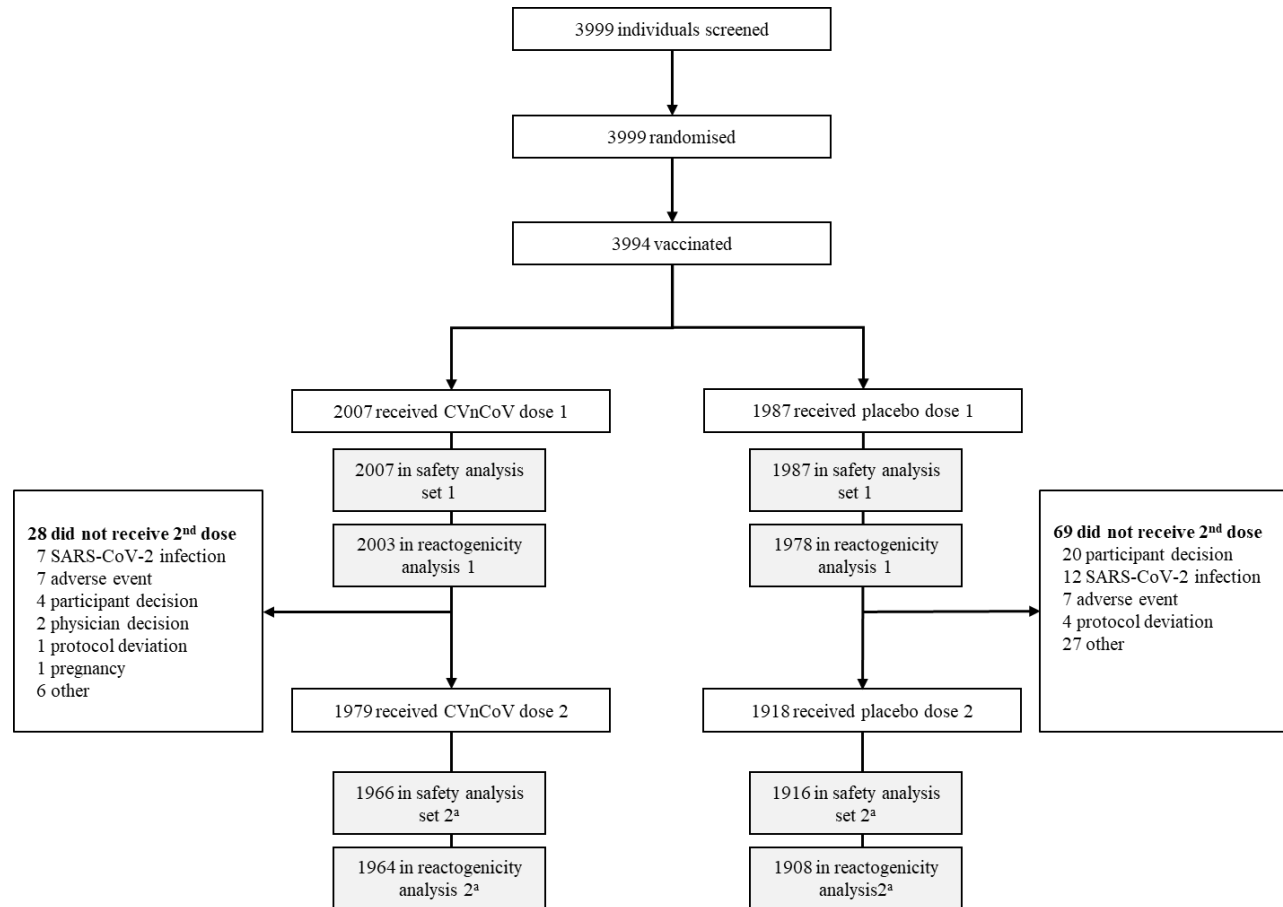 3999 individuals screened
3999 randomised
3994 vaccinated
2007 received CVnCoV dose 1
1987 received placebo dose 1
2007 in safety analysis
set 1
1987 in safety analysis
set 1
2003 in reactogenicity
analysis 1
1978 in reactogenicity
analysis 1
28 did not receive 2nd dose
7 SARS-CoV-2 infection
7 adverse event
4 participant decision
2 physician decision
1 protocol deviation
1 pregnancy
6 other
69 did not receive 2nd dose
20 participant decision
12 SARS-CoV-2 infection
7 adverse event
4 protocol deviation
27 other
1979 received CVnCoV dose 2
1918 received placebo dose 2
1966 in safety analysis
set 2a
1916 in safety analysis
set 2a
1964 in reactogenicity
analysis 2a
1908 in reactogenicity
analysis2a